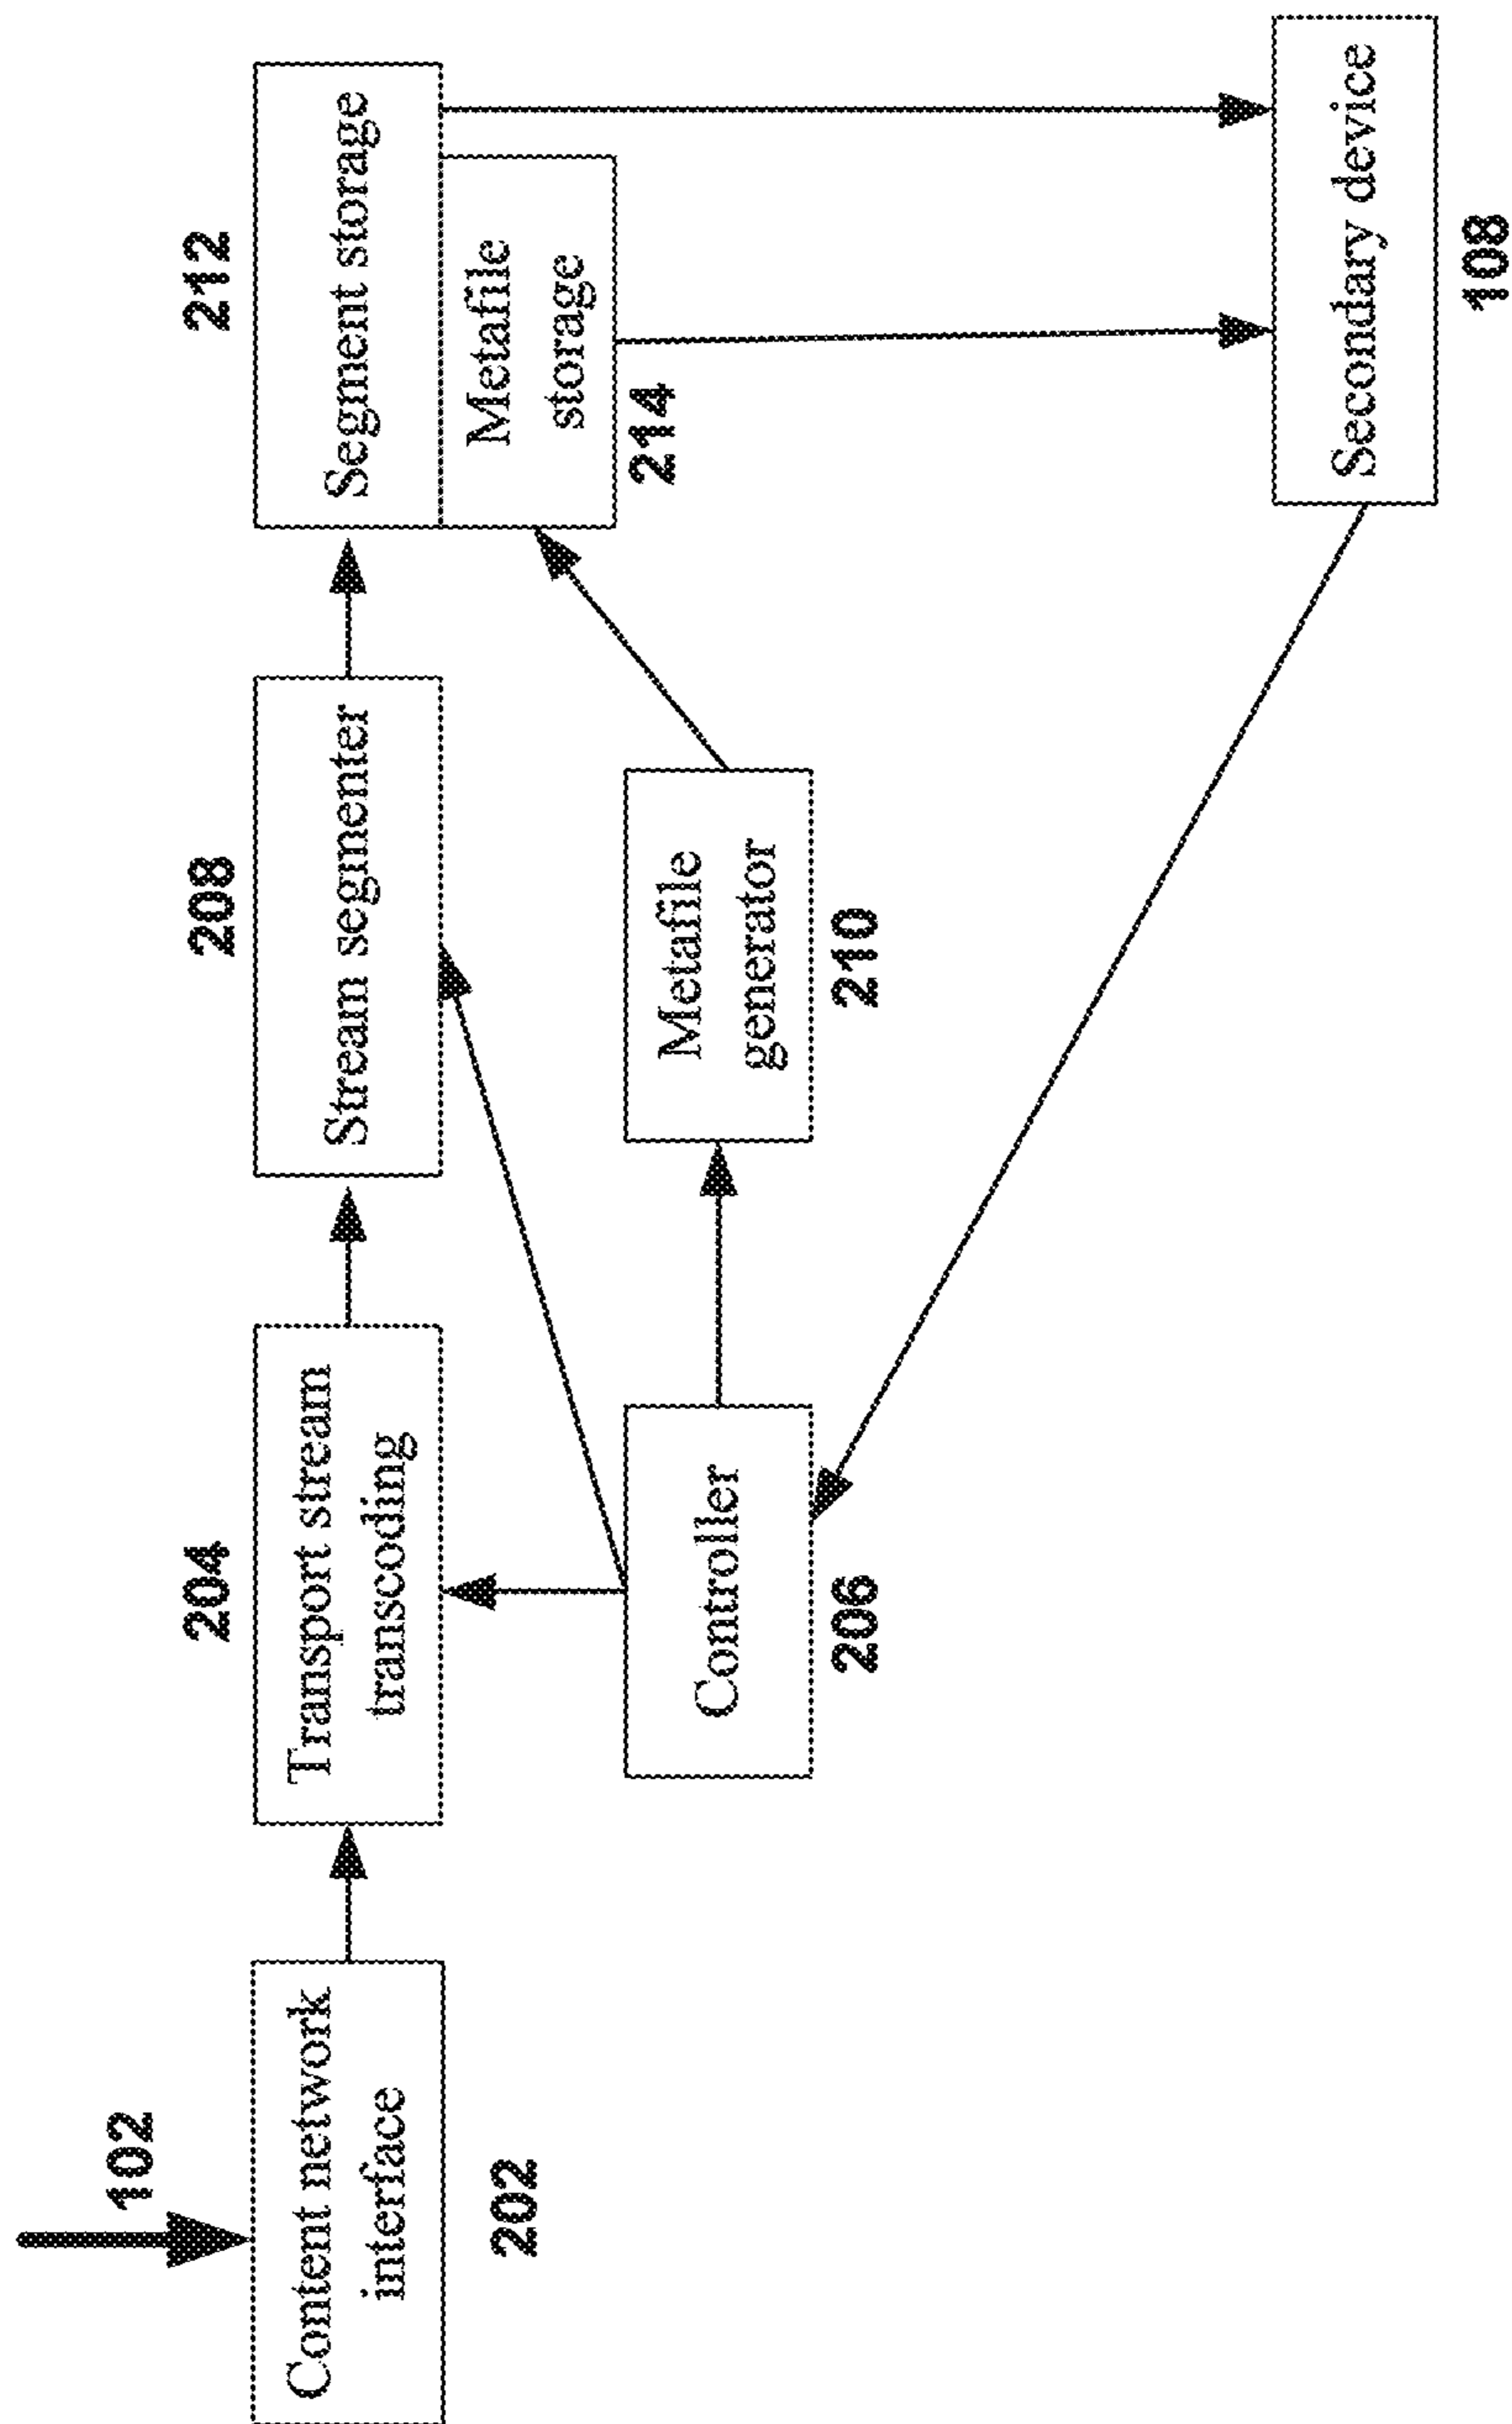 102
Content network
interface
202
204
Transport stream
transcoding
Controller
206
208
Stream segmenter
Metafile
generator
210
212
Segment storage
Metafile
storage
214
Secondary device
108